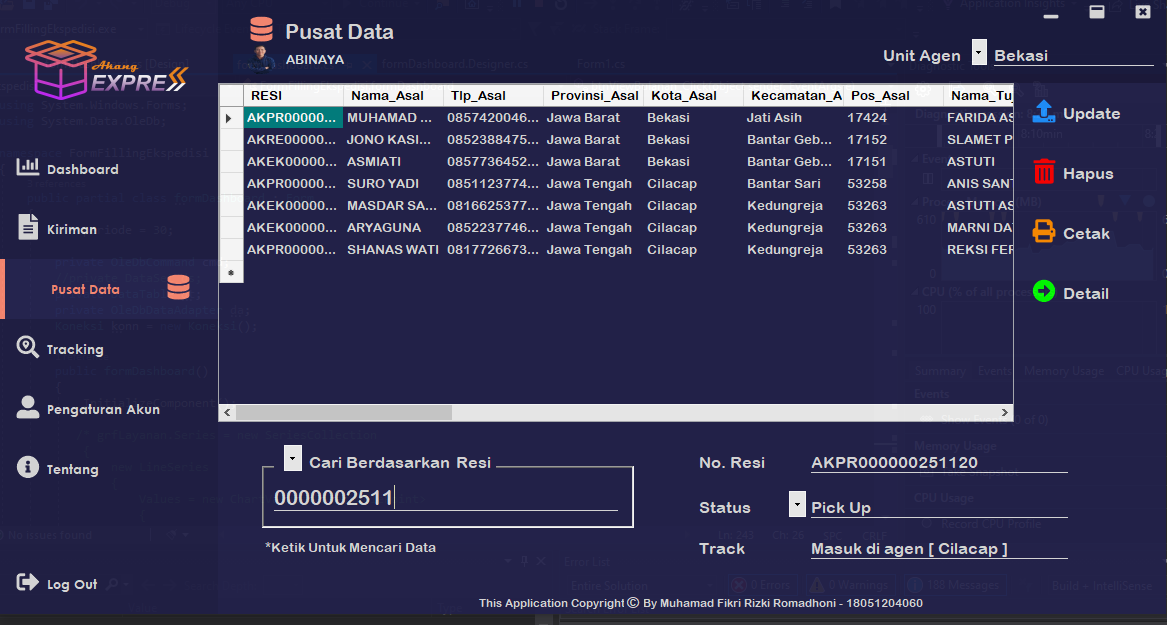 Akang
EXPRESS
Pusat Data
ABINAYA
Unit Agen Bekasi
Dashboard
Kiriman
Pusat Data
Tracking
Pengaturan Akun
Tentang
Log Out
RESI Nama_Asal Tlp_Asal Provinsi_Asal Kota_Asal Kecamatan_A Pos_Asal Nama_Tuj
AKPR00000... MUHAMAD ... 0857420046... Jawa Barat Bekasi Jati Asih 17424 FARIDA AS
AKRE00000... JONO KASI... 0852388475... Jawa Barat Bekasi Bantar Geb... 17152 SLAMET P
AKEK00000... ASMIATI 0857736452... Jawa Barat Bekasi Bantar Geb... 17151 ASTUTI
AKPR00000... SURO YADI 0851123774... Jawa Tengah Cilacap Bantar Sari 53258 ANIS SANT
AKEK00000... MASDAR SA... 0816625377... Jawa Tengah Cilacap Kedungreja 53263 ASTUTI AS
AKEK00000... ARYAGUNA 0852237746... Jawa Tengah Cilacap Kedungreja 53263 MARNI DA
AKPR00000... SHANAS WATI 0817726673... Jawa Tengah Cilacap Kedungreja 53263 REKSI FER
Update
Hapus
Cetak
Detail
Cari Berdasarkan Resi
0000002511
*Ketik Untuk Mencari Data
No. Resi AKPR000000251120
Status Pick Up
Track Masuk di agen [ Cilacap ]
This Application Copyright © By Muhamad Fikri Rizki Romadhoni - 18051204060